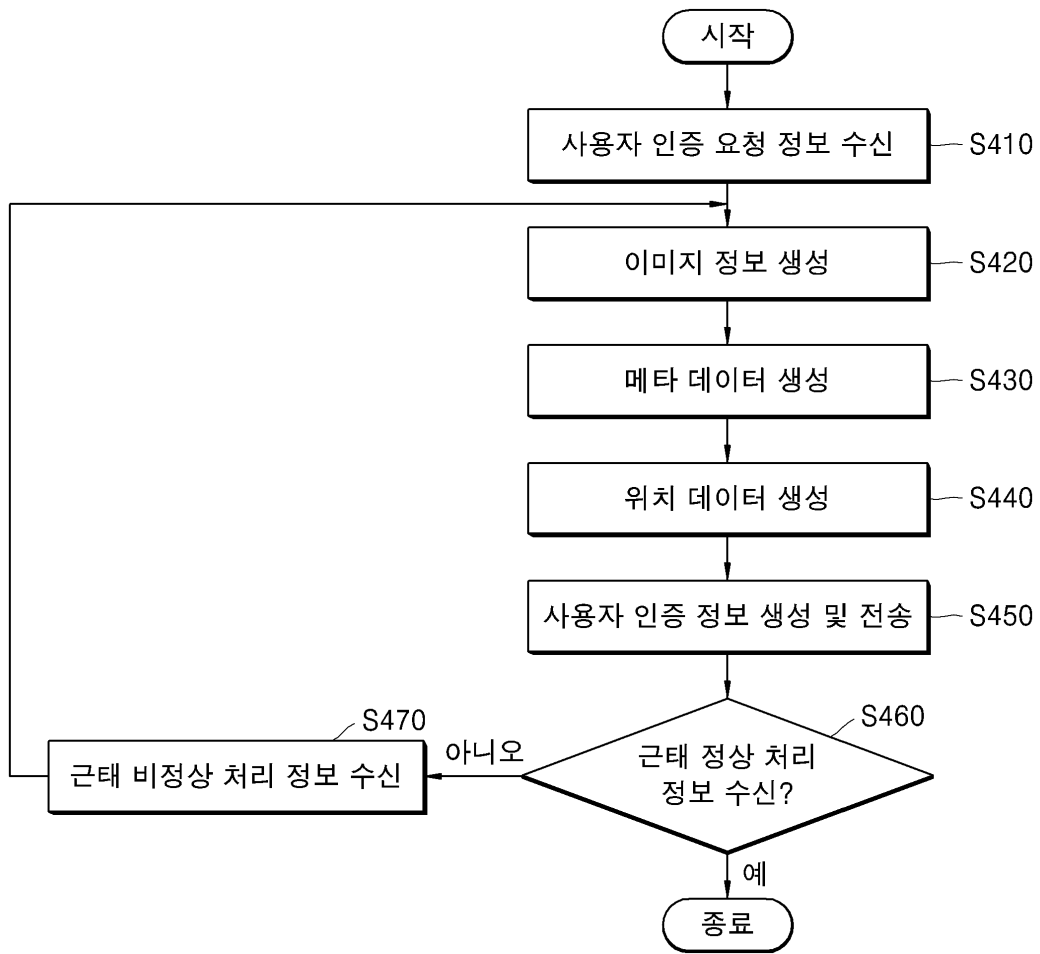 시작
사용자 인증 요청 정보 수신
S410
이미지 정보 생성
S420
메타 데이터 생성
S430
위치 데이터 생성
S440
사용자 인증 정보 생성 및 전송
S450
S460
근태 정상 처리
정보 수신?
아니오
S470
근태 비정상 처리 정보 수신
예
종료